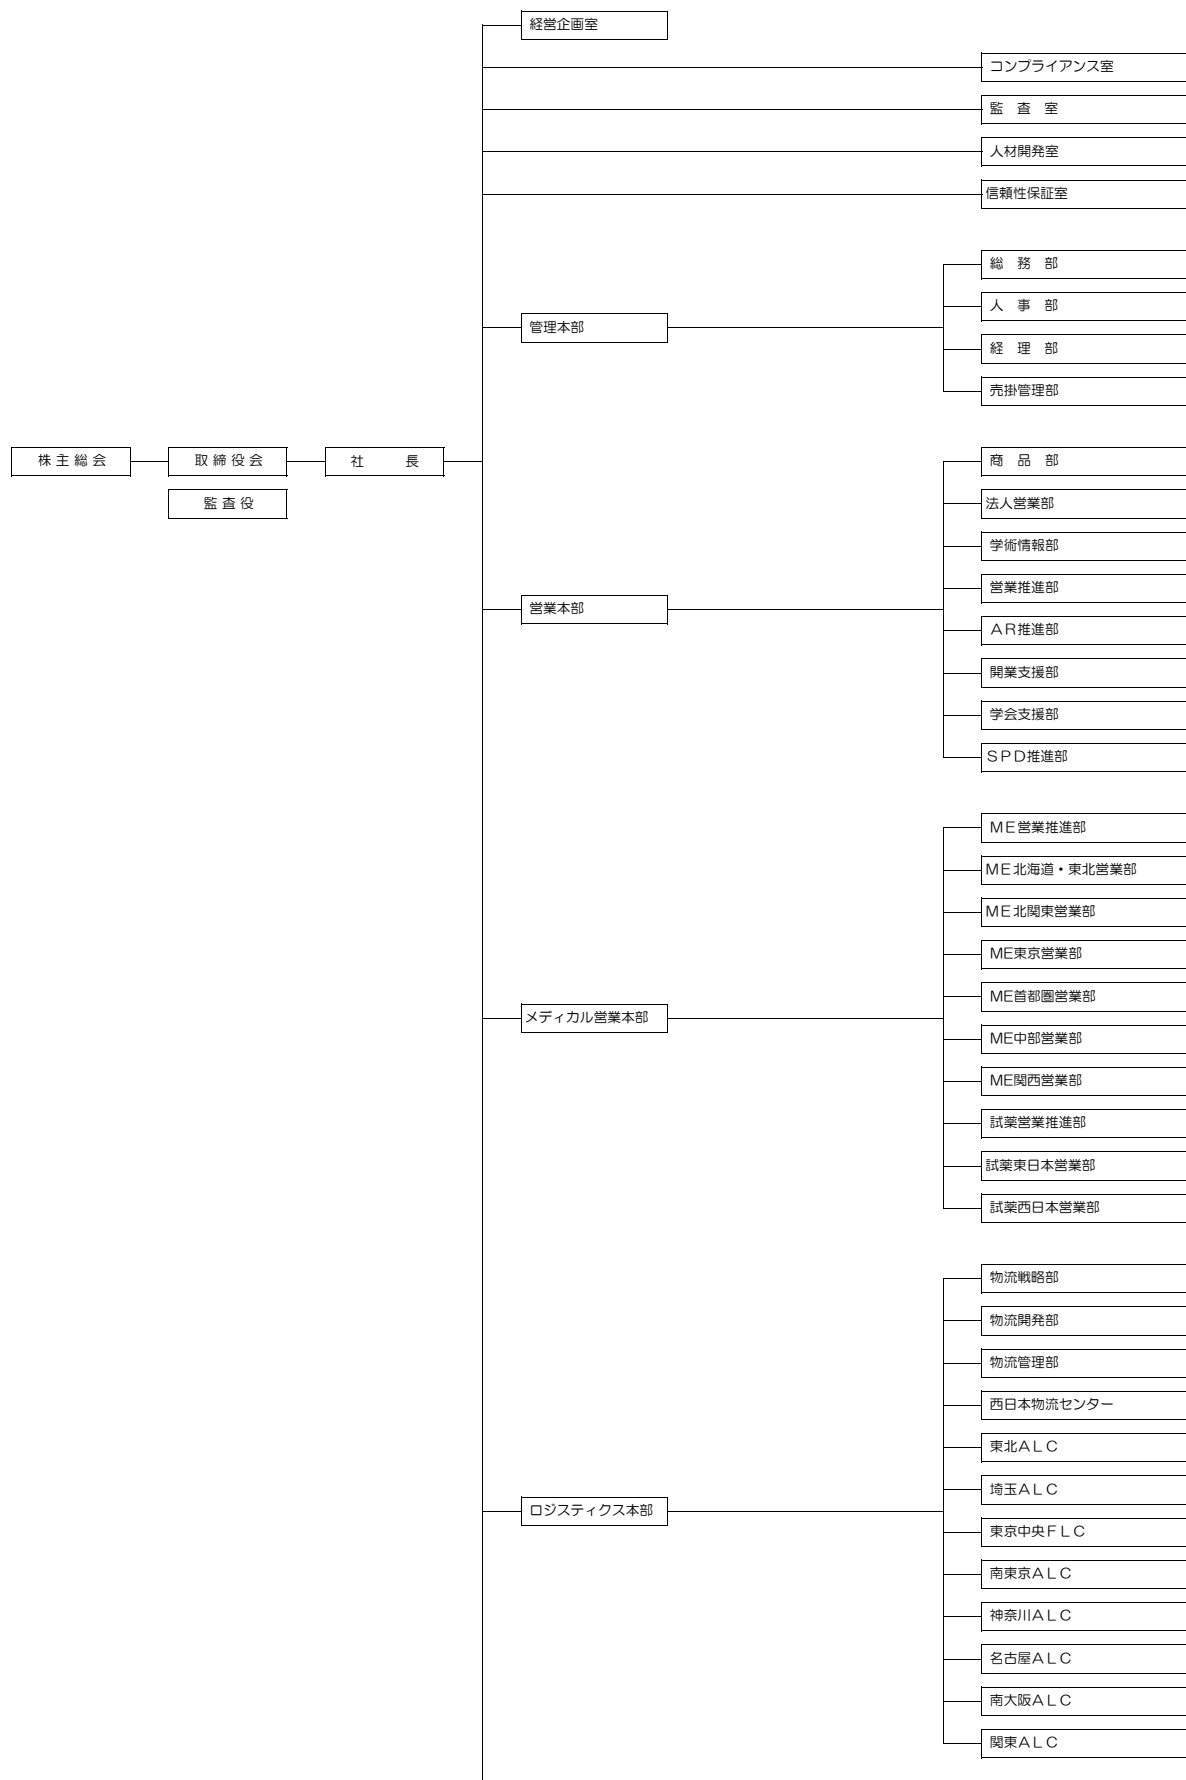 経営企画室
コンプライアンス室
監　査　室
人材開発室
信頼性保証室
管理本部
総　務　部
人　事　部
経　理　部
売掛管理部
株 主 総 会
取 締 役 会
社　　　長
監 査 役
営業本部
商　品　部
法人営業部
学術情報部
営業推進部
ＡＲ推進部
開業支援部
学会支援部
ＳＰＤ推進部
メディカル営業本部
ＭＥ営業推進部
ＭＥ北海道・東北営業部
ＭＥ北関東営業部
ME東京営業部
ME首都圏営業部
ME中部営業部
ME関西営業部
試薬営業推進部
試薬東日本営業部
試薬西日本営業部
ロジスティクス本部
物流戦略部
物流開発部
物流管理部
西日本物流センター
東北ＡＬＣ
埼玉ＡＬＣ
東京中央ＦＬＣ
南東京ＡＬＣ
神奈川ＡＬＣ
名古屋ＡＬＣ
南大阪ＡＬＣ
関東ＡＬＣ